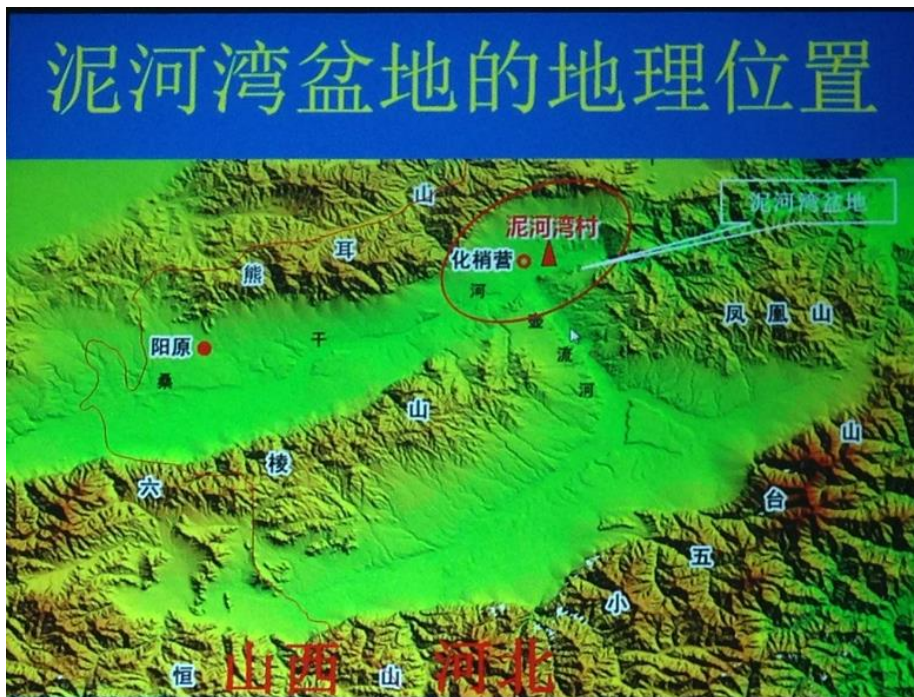 泥河湾盆地的地理位置
泥河湾盆地
熊耳山
泥河湾村
化梢营
凤凰山
阳原
桑干河
壶流河
六棱山
小五台山
恒山
山西
河北